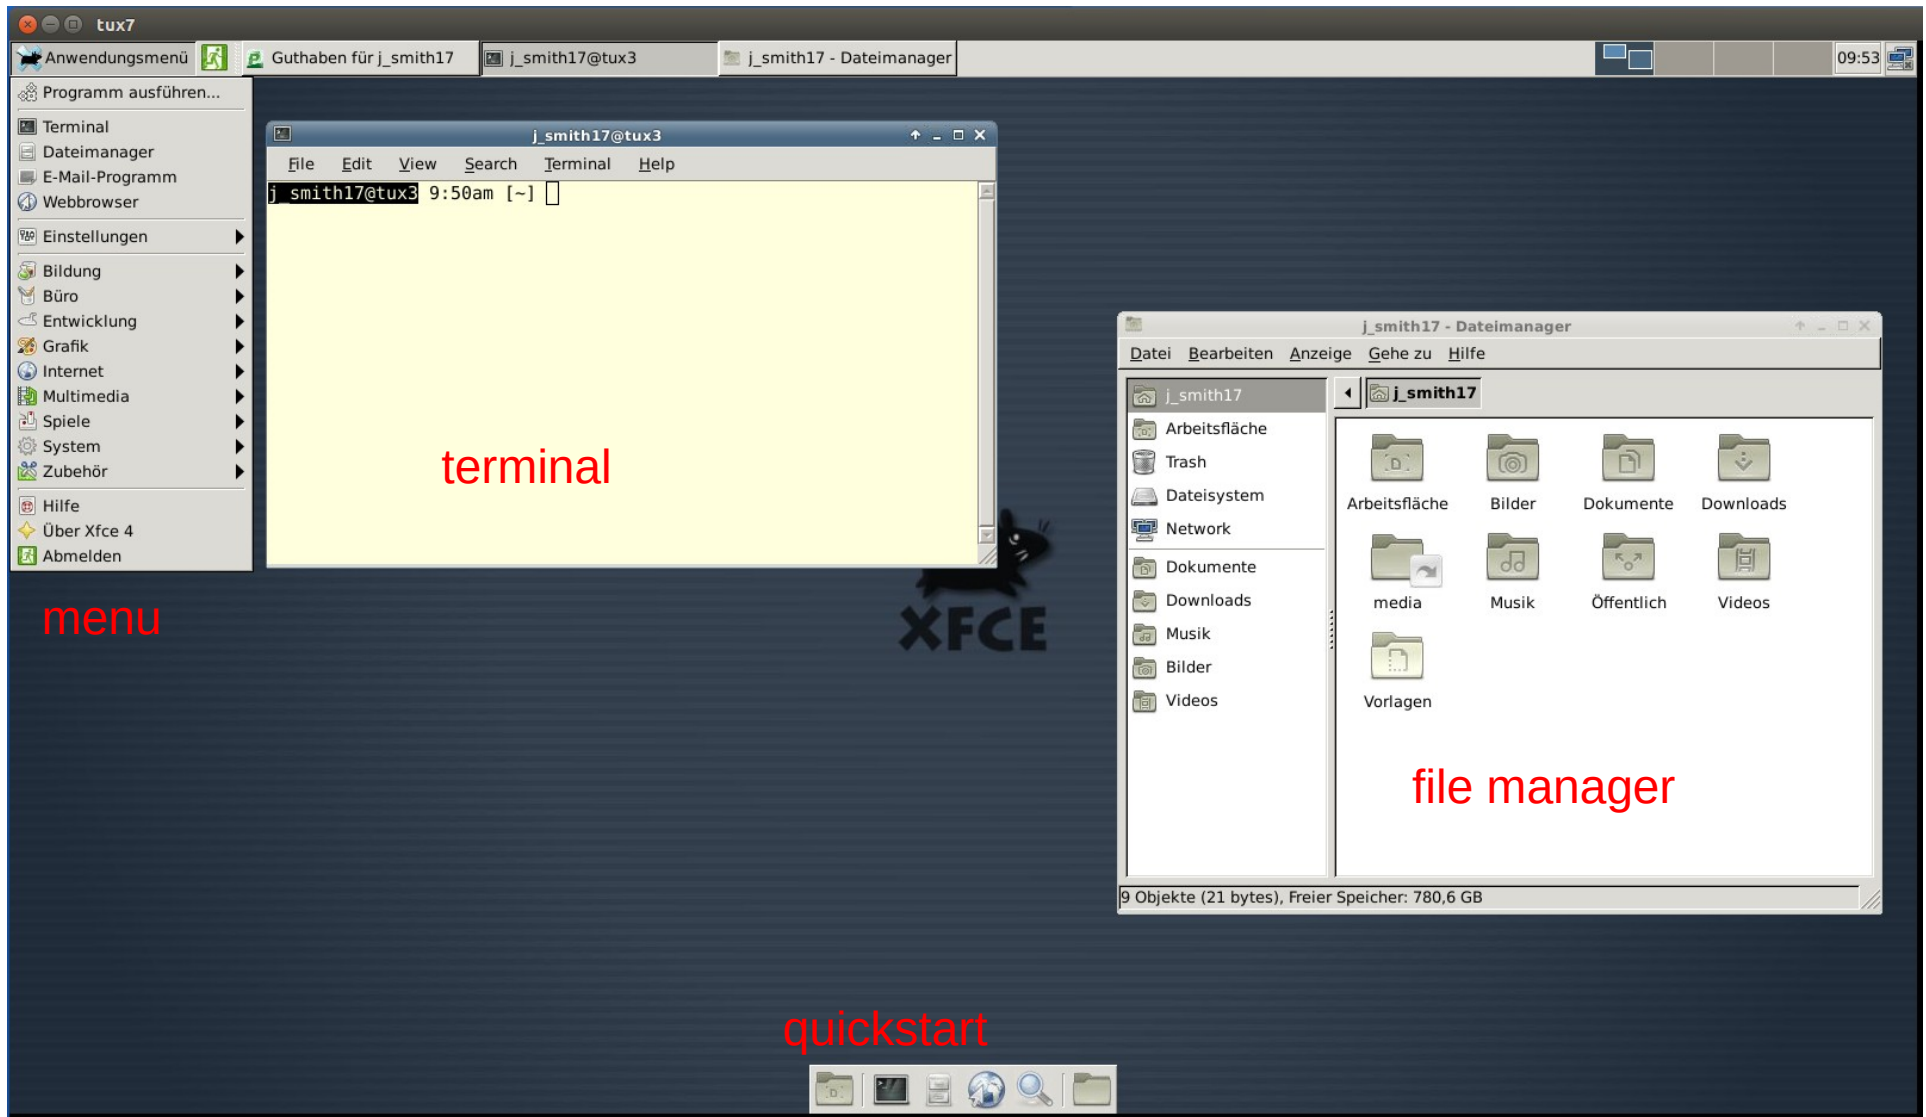 tux7
Anwendungsmenü Guthaben für j_smith17 j_smith17@tux3 j_smith17 - Dateimanager 09:53
Programm ausführen...
Terminal
Dateimanager
E-Mail-Programm
Webbrowser
Einstellungen
Bildung
Büro
Entwicklung
Grafik
Internet
Multimedia
Spiele
System
Zubehör
Hilfe
Über Xfce 4
Abmelden
menu
j_smith17@tux3
File Edit View Search Terminal Help
j_smith17@tux3 9:50am [~]
terminal
XFCE
j_smith17 - Dateimanager
Datei Bearbeiten Anzeige Gehe zu Hilfe
j_smith17
Arbeitsfläche
Trash
Dateisystem
Network
Dokumente
Downloads
Musik
Bilder
Videos
j_smith17
Arbeitsfläche Bilder Dokumente Downloads
media Musik Öffentlich Videos
Vorlagen
file manager
9 Objekte (21 bytes), Freier Speicher: 780,6 GB
quickstart